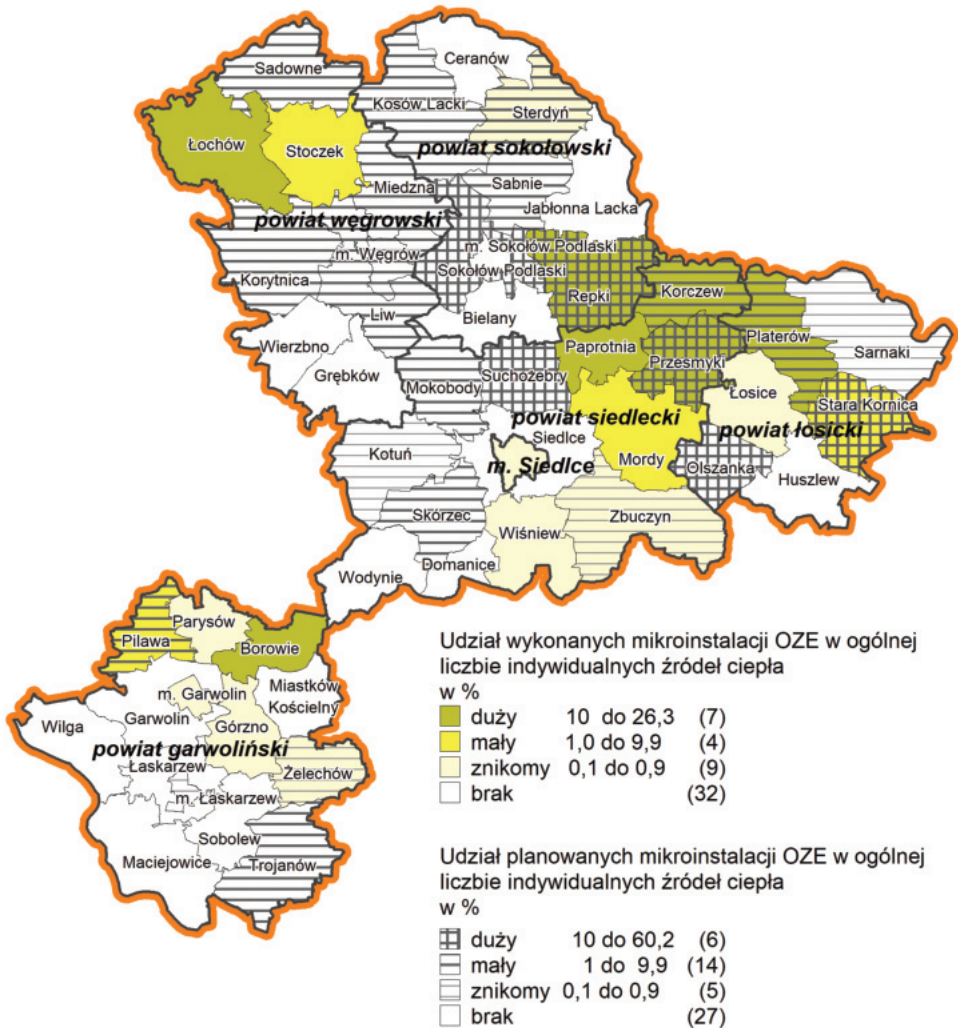 Ceranów
Sadowne
Kosów Lacki
Sterdyń
Łochów
Stoczek
powiat sokołowski
Miedzna
Sabnie
Jabłonna Lacka
powiat węgrowski
m. Sokołów Podlaski
m. Węgrów
Sokołów Podlaski
Korytnica
Repki
Korczew
Liw
Bielany
Platerów
Wierzbno
Paprotnia
Przesmyki
Sarnaki
Grębków
Mokobody
Suchożebry
Łosice
Stara Kornica
powiat siedlecki
powiat łosicki
Siedlce
Kotuń
m. Siedlce
Mordy
Olszanka
Huszlew
Skórzec
Zbuczyn
Wiśniew
Domanice
Wodynie
Parysów
Pilawa
Borowie
Miastków
Kościelny
m. Garwolin
Garwolin
Górzno
Wilga
powiat garwoliński
Łaskarzew
Żelechów
m. Łaskarzew
Sobolew
Maciejowice
Trojanów
Udział wykonanych mikroinstalacji OZE w ogólnej
liczbie indywidualnych źródeł ciepła
w %
duży 10 do 26,3 (7)
mały 1,0 do 9,9 (4)
znikomy 0,1 do 0,9 (9)
brak (32)
Udział planowanych mikroinstalacji OZE w ogólnej
liczbie indywidualnych źródeł ciepła
w %
duży 10 do 60,2 (6)
mały 1 do 9,9 (14)
znikomy 0,1 do 0,9 (5)
brak (27)